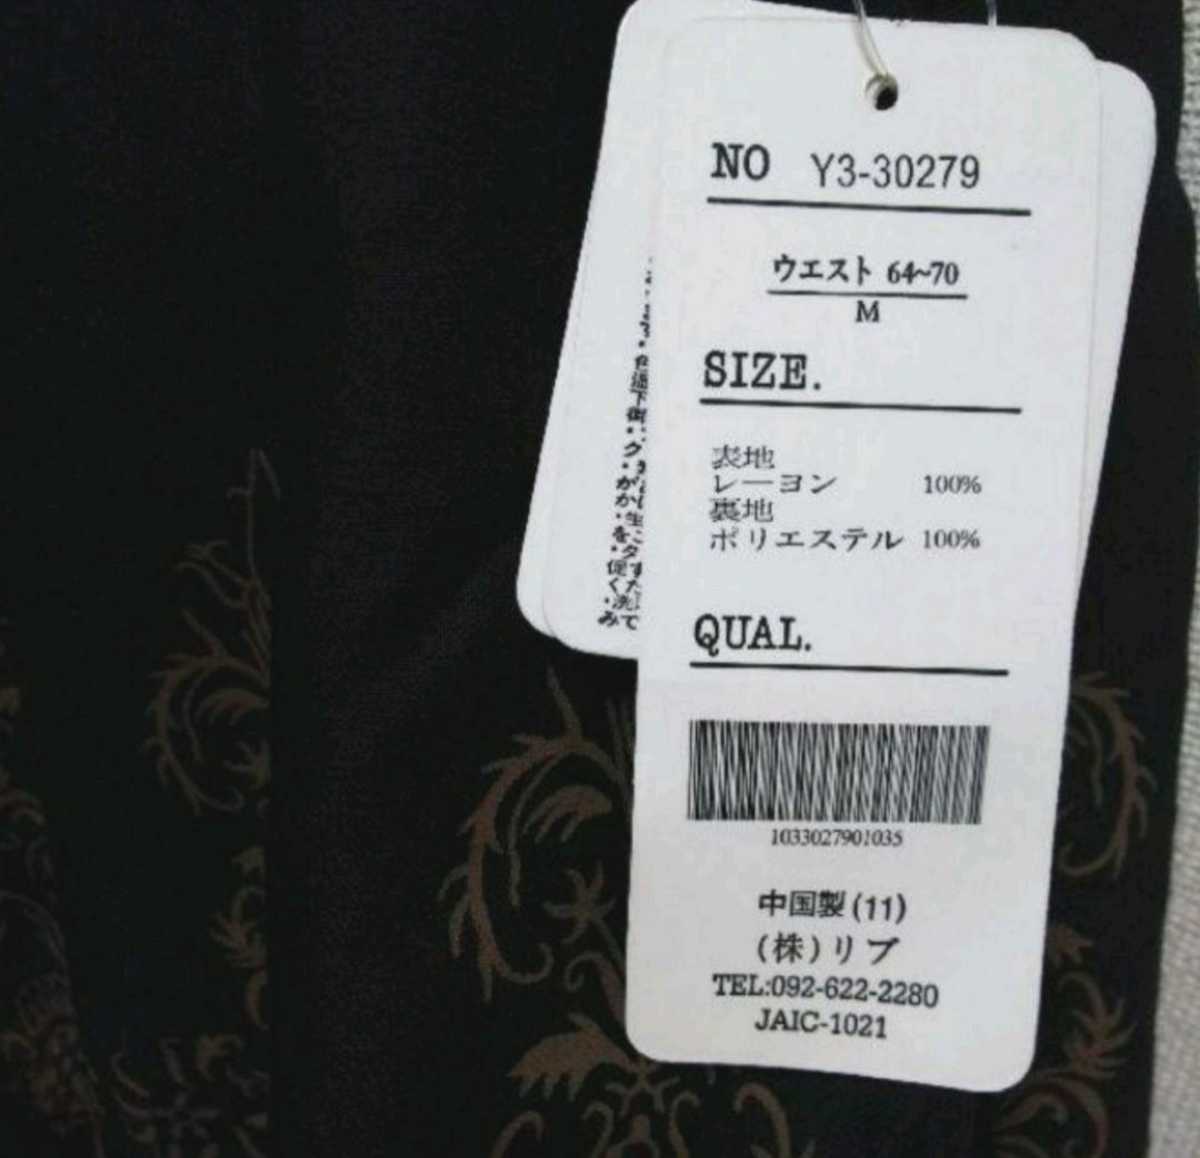 NO Y3-30279
ウエスト 64~70
M
SIZE.
表地
レーヨン 100%
裏地
ポリエステル 100%
QUAL.
1033027901035
中国製(11)
(株)リブ
TEL:092-622-2280
JAIC-1021